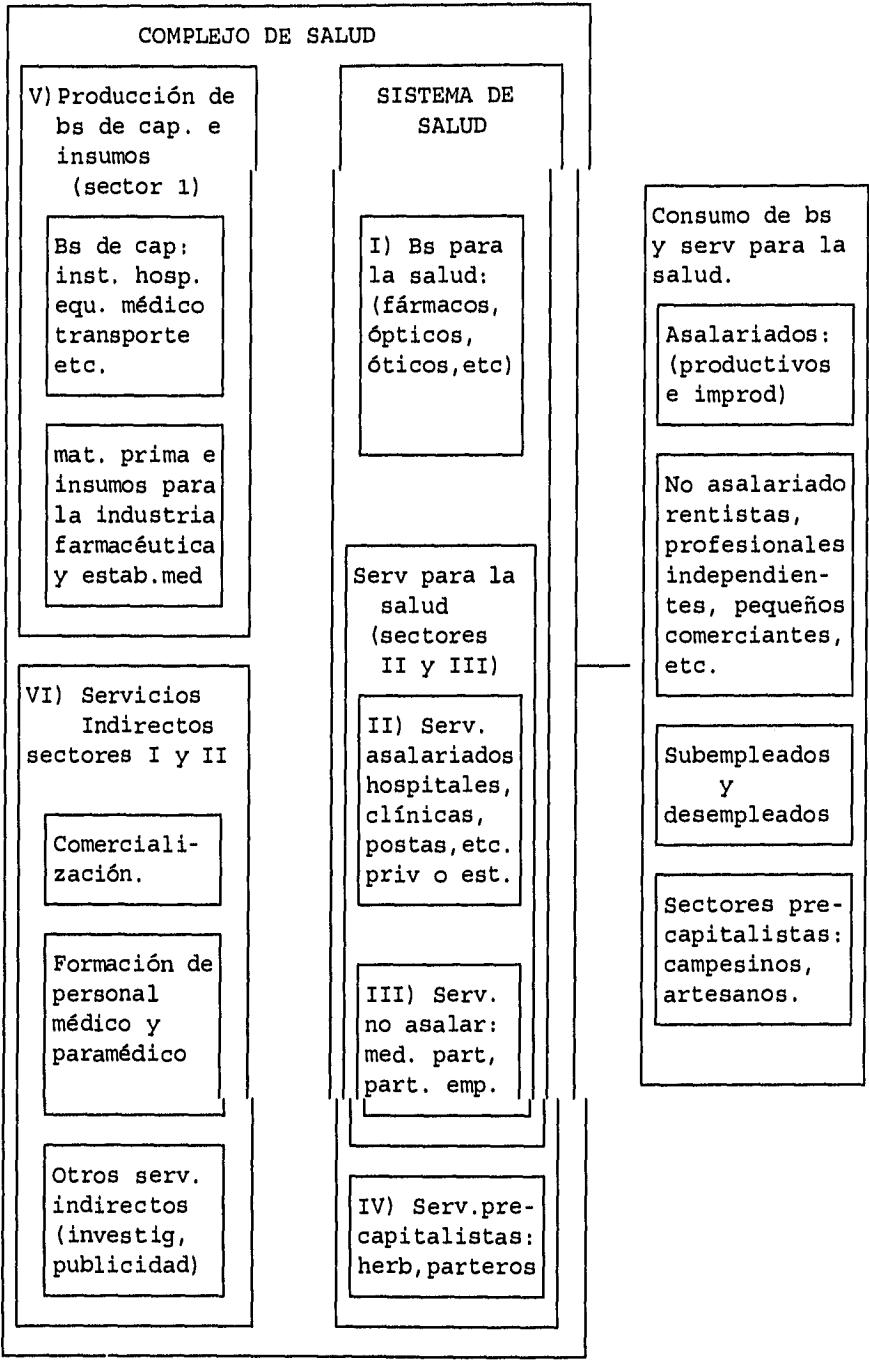 COMPLEJO DE SALUD
V) Producción de
bs de cap. e
insumos
(sector 1)
Bs de cap:
inst. hosp.
equ. médico
transporte
etc.
mat. prima e
insumos para
la industria
farmacéutica
y estab.med
VI) Servicios
Indirectos
sectores I y II
Comerciali-
zación.
Formación de
personal
médico y
paramédico
Otros serv.
indirectos
(investig,
publicidad)
SISTEMA DE
SALUD
I) Bs para
la salud:
(fármacos,
ópticos,
óticos,etc)
Serv para la
salud
(sectores
II y III)
II) Serv.
asalariados
hospitales,
clínicas,
postas,etc.
priv o est.
III) Serv.
no asalar:
med. part,
part. emp.
IV) Serv.pre-
capitalistas:
herb,parteros
Consumo de bs
y serv para la
salud.
Asalariados:
(productivos
e improd)
No asalariado
rentistas,
profesionales
independien-
tes, pequeños
comerciantes,
etc.
Subempleados
y
desempleados
Sectores pre-
capitalistas:
campesinos,
artesanos.